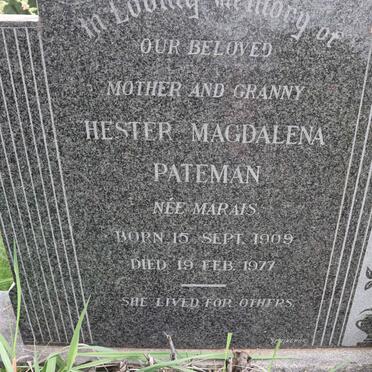 In Loving Memory of
OUR BELOVED
MOTHER AND GRANNY
HESTER MAGDALENA
PATEMAN
NÉE MARAIS
BORN 15 SEPT. 1909
DIED 19 FEB. 1977
SHE LIVED FOR OTHERS